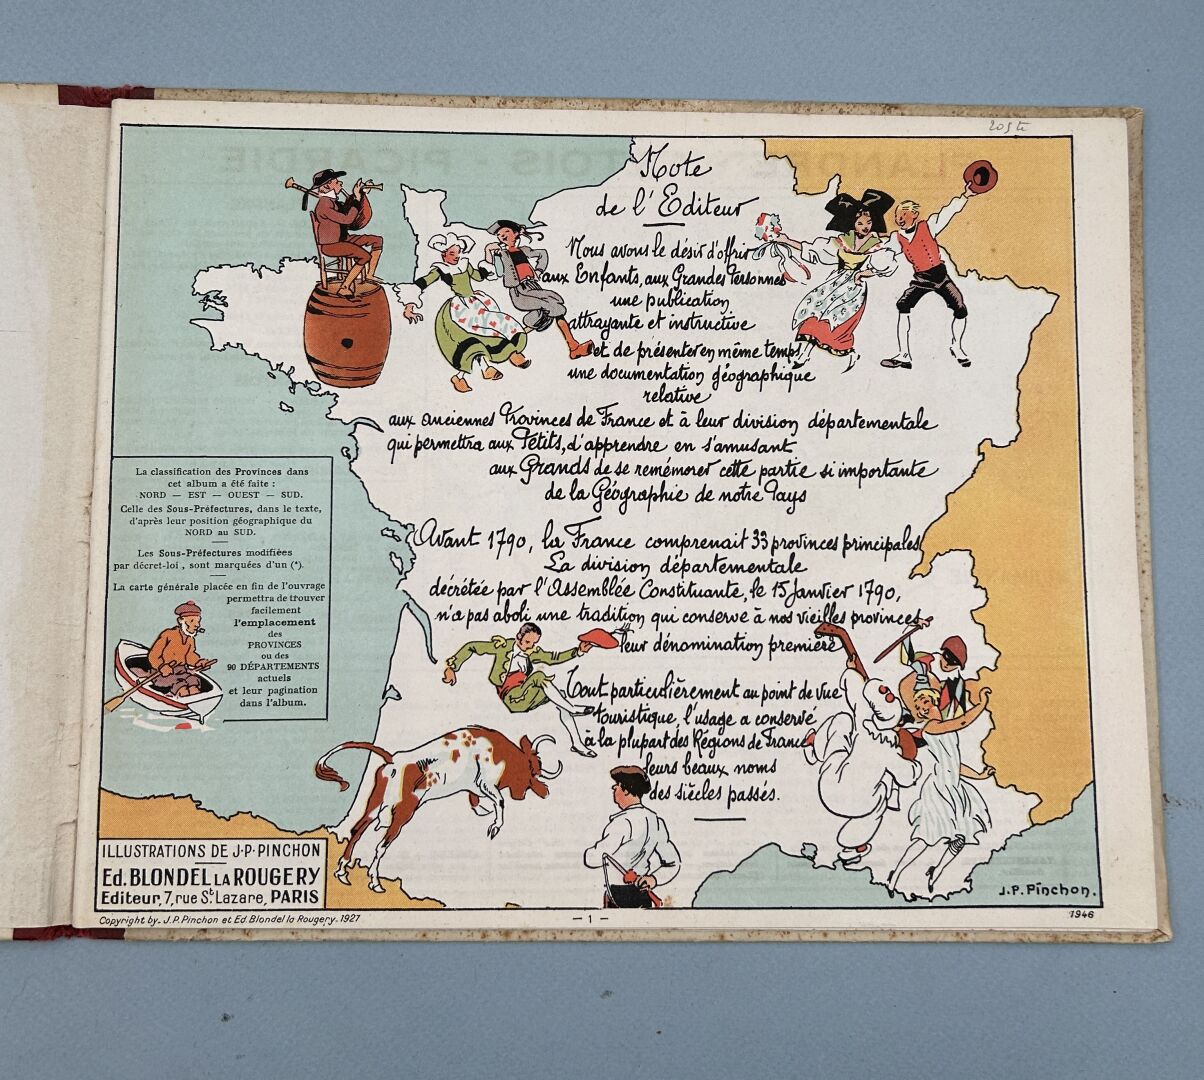 Note
de l'Editeur
Nous avons le désir d'offrir
aux Enfants, aux Grandes Personnes
une publication
attrayante et instructive
et de présenter en même temps
une documentation géographique
relative
aux anciennes Provinces de France et à leur division départementale
qui permettra aux Petits, d'apprendre en s'amusant
aux Grands de se remémorer cette partie si importante
de la Géographie de notre Pays
Avant 1790, la France comprenait 33 provinces principales
La division départementale
décrétée par l'Assemblée Constituante, le 15 Janvier 1790,
n'a pas aboli une tradition qui conserve à nos vieilles provinces
leur dénomination première
Tout particulièrement au point de vue
touristique, l'usage a conservé
à la plupart des Régions de France
leurs beaux noms
des siècles passés.
La classification des Provinces dans
cet album a été faite :
NORD — EST — OUEST — SUD.
Celle des Sous-Préfectures, dans le texte,
d'après leur position géographique du
NORD au SUD.
Les Sous-Préfectures modifiées
par décret-loi, sont marquées d'un (*).
La carte générale placée en fin de l'ouvrage
permettra de trouver
facilement
l'emplacement
des
PROVINCES
ou des
90 DÉPARTEMENTS
actuels
et leur pagination
dans l'album.
ILLUSTRATIONS DE J.P. PINCHON
Ed. BLONDEL LA ROUGERY
Editeur, 7, rue St Lazare, PARIS
J.P. Pinchon.
Copyright by J.P. Pinchon et Ed. Blondel la Rougery. 1927
— 1 —
1946